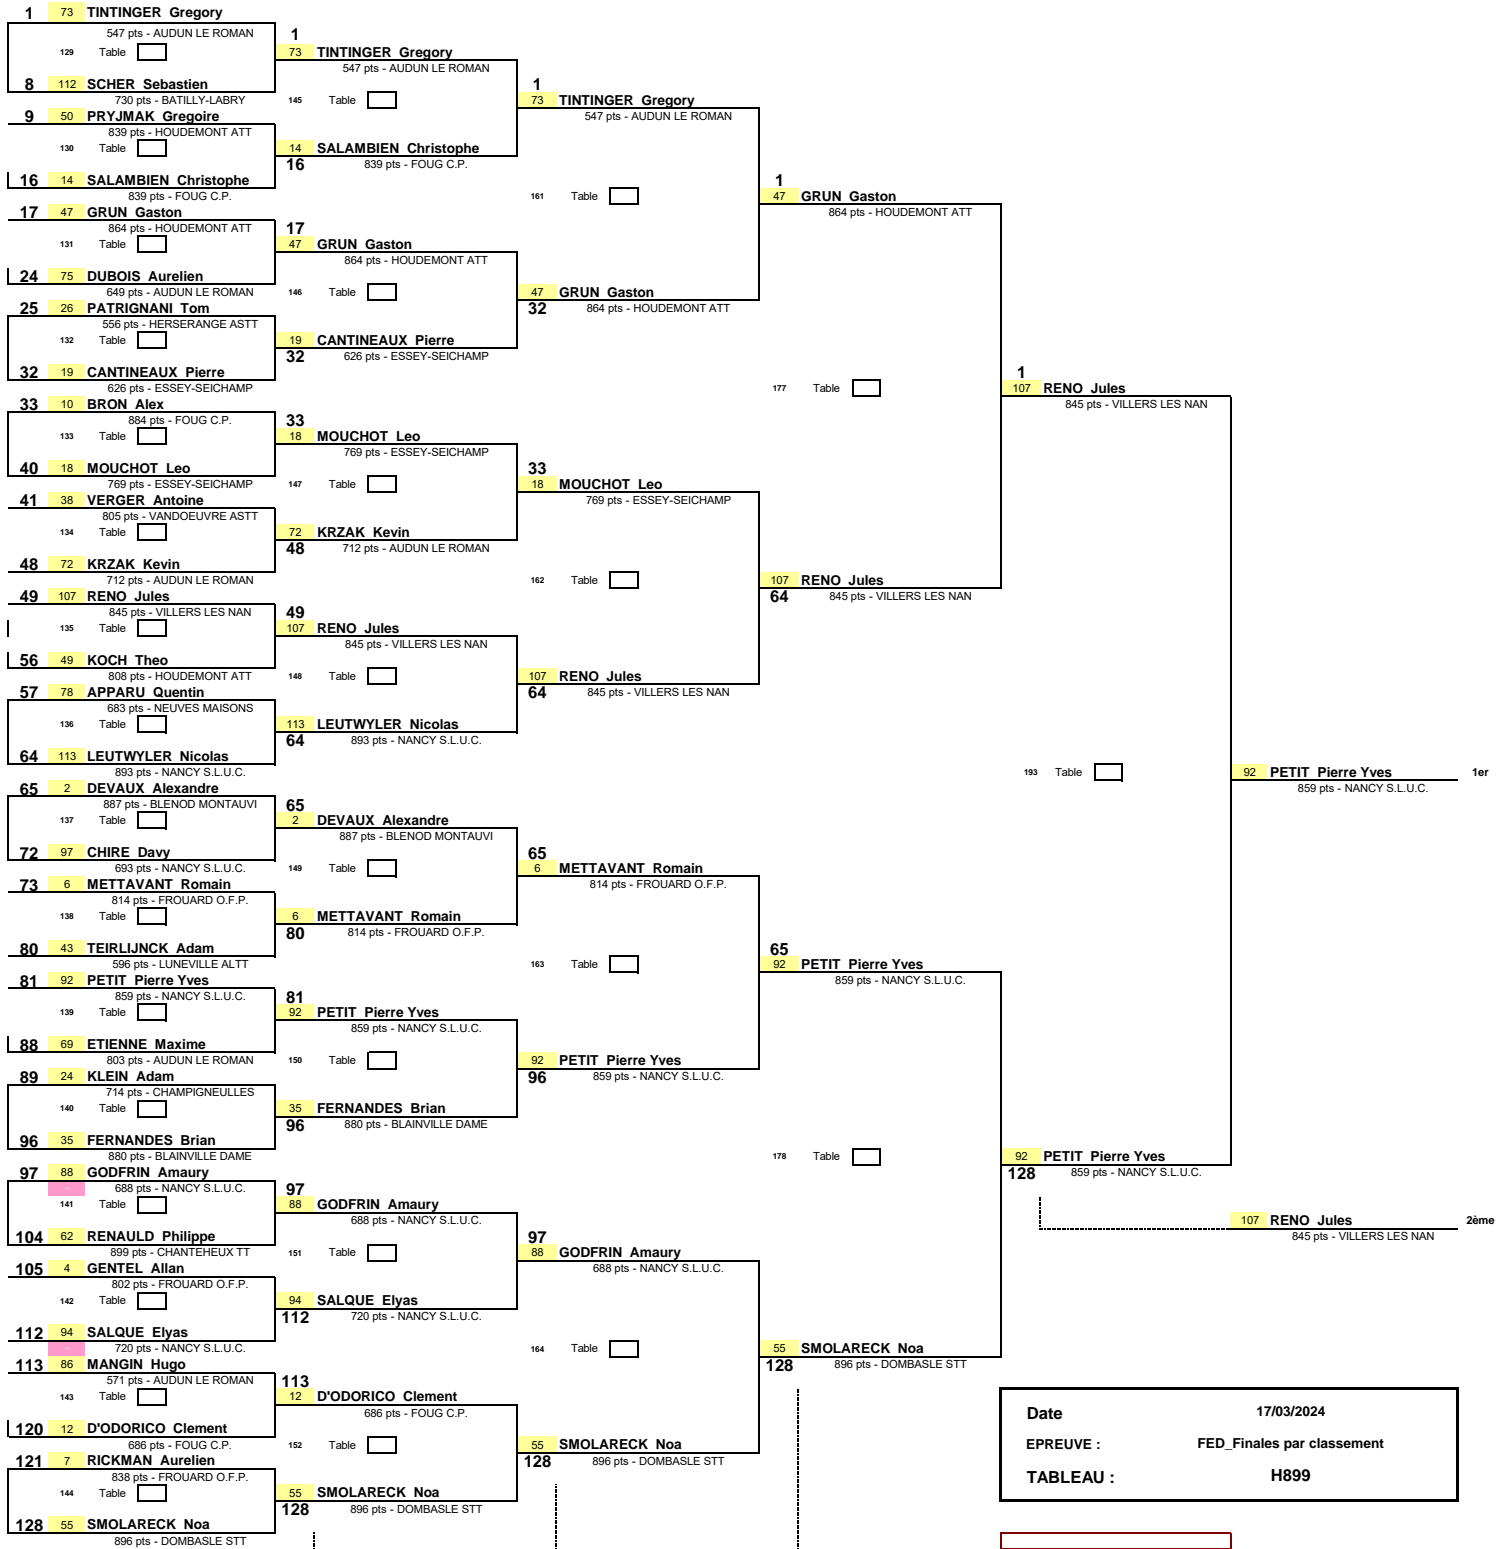 1 73 TINTINGER Gregory
547 pts - AUDUN LE ROMAN
129 Table
8 112 SCHER Sebastien
730 pts - BATILLY-LABRY
9 50 PRYJMAK Gregoire
839 pts - HOUDEMONT ATT
130 Table
16 14 SALAMBIEN Christophe
839 pts - FOUG C.P.
17 47 GRUN Gaston
864 pts - HOUDEMONT ATT
131 Table
24 75 DUBOIS Aurelien
649 pts - AUDUN LE ROMAN
25 26 PATRIGNANI Tom
556 pts - HERSERANGE ASTT
132 Table
32 19 CANTINEAUX Pierre
626 pts - ESSEY-SEICHAMP
33 10 BRON Alex
884 pts - FOUG C.P.
133 Table
40 18 MOUCHOT Leo
769 pts - ESSEY-SEICHAMP
41 38 VERGER Antoine
805 pts - VANDOEUVRE ASTT
134 Table
48 72 KRZAK Kevin
712 pts - AUDUN LE ROMAN
49 107 RENO Jules
845 pts - VILLERS LES NAN
135 Table
56 49 KOCH Theo
808 pts - HOUDEMONT ATT
57 78 APPARU Quentin
683 pts - NEUVES MAISONS
136 Table
64 113 LEUTWYLER Nicolas
893 pts - NANCY S.L.U.C.
65 2 DEVAUX Alexandre
887 pts - BLENOD MONTAUVI
137 Table
72 97 CHIRE Davy
693 pts - NANCY S.L.U.C.
73 6 METTAVANT Romain
814 pts - FROUARD O.F.P.
138 Table
80 43 TEIRLIJNCK Adam
596 pts - LUNEVILLE ALTT
81 92 PETIT Pierre Yves
859 pts - NANCY S.L.U.C.
139 Table
88 69 ETIENNE Maxime
803 pts - AUDUN LE ROMAN
89 24 KLEIN Adam
714 pts - CHAMPIGNEULLES
140 Table
96 35 FERNANDES Brian
880 pts - BLAINVILLE DAME
97 88 GODFRIN Amaury
688 pts - NANCY S.L.U.C.
141 Table
104 62 RENAULD Philippe
899 pts - CHANTEHEUX TT
105 4 GENTEL Allan
802 pts - FROUARD O.F.P.
142 Table
112 94 SALQUE Elyas
720 pts - NANCY S.L.U.C.
113 86 MANGIN Hugo
571 pts - AUDUN LE ROMAN
143 Table
120 12 D'ODORICO Clement
686 pts - FOUG C.P.
121 7 RICKMAN Aurelien
838 pts - FROUARD O.F.P.
144 Table
128 55 SMOLARECK Noa
896 pts - DOMBASLE STT
1
73 TINTINGER Gregory
547 pts - AUDUN LE ROMAN
145 Table
14 SALAMBIEN Christophe
16 839 pts - FOUG C.P.
17
47 GRUN Gaston
864 pts - HOUDEMONT ATT
146 Table
19 CANTINEAUX Pierre
32 626 pts - ESSEY-SEICHAMP
33
18 MOUCHOT Leo
769 pts - ESSEY-SEICHAMP
147 Table
72 KRZAK Kevin
48 712 pts - AUDUN LE ROMAN
49
107 RENO Jules
845 pts - VILLERS LES NAN
148 Table
113 LEUTWYLER Nicolas
64 893 pts - NANCY S.L.U.C.
65
2 DEVAUX Alexandre
887 pts - BLENOD MONTAUVI
149 Table
6 METTAVANT Romain
80 814 pts - FROUARD O.F.P.
81
92 PETIT Pierre Yves
859 pts - NANCY S.L.U.C.
150 Table
35 FERNANDES Brian
96 880 pts - BLAINVILLE DAME
97
88 GODFRIN Amaury
688 pts - NANCY S.L.U.C.
151 Table
94 SALQUE Elyas
112 720 pts - NANCY S.L.U.C.
113
12 D'ODORICO Clement
686 pts - FOUG C.P.
152 Table
55 SMOLARECK Noa
128 896 pts - DOMBASLE STT
1
73 TINTINGER Gregory
547 pts - AUDUN LE ROMAN
161 Table
47 GRUN Gaston
32 864 pts - HOUDEMONT ATT
33
18 MOUCHOT Leo
769 pts - ESSEY-SEICHAMP
162 Table
107 RENO Jules
64 845 pts - VILLERS LES NAN
65
6 METTAVANT Romain
814 pts - FROUARD O.F.P.
163 Table
92 PETIT Pierre Yves
96 859 pts - NANCY S.L.U.C.
97
88 GODFRIN Amaury
688 pts - NANCY S.L.U.C.
164 Table
55 SMOLARECK Noa
128 896 pts - DOMBASLE STT
1
47 GRUN Gaston
864 pts - HOUDEMONT ATT
177 Table
107 RENO Jules
64 845 pts - VILLERS LES NAN
65
92 PETIT Pierre Yves
859 pts - NANCY S.L.U.C.
178 Table
55 SMOLARECK Noa
128 896 pts - DOMBASLE STT
1
107 RENO Jules
845 pts - VILLERS LES NAN
193 Table
92 PETIT Pierre Yves
128 859 pts - NANCY S.L.U.C.
92 PETIT Pierre Yves 1er
859 pts - NANCY S.L.U.C.
107 RENO Jules 2ème
845 pts - VILLERS LES NAN
Date 17/03/2024
EPREUVE : FED_Finales par classement
TABLEAU : H899